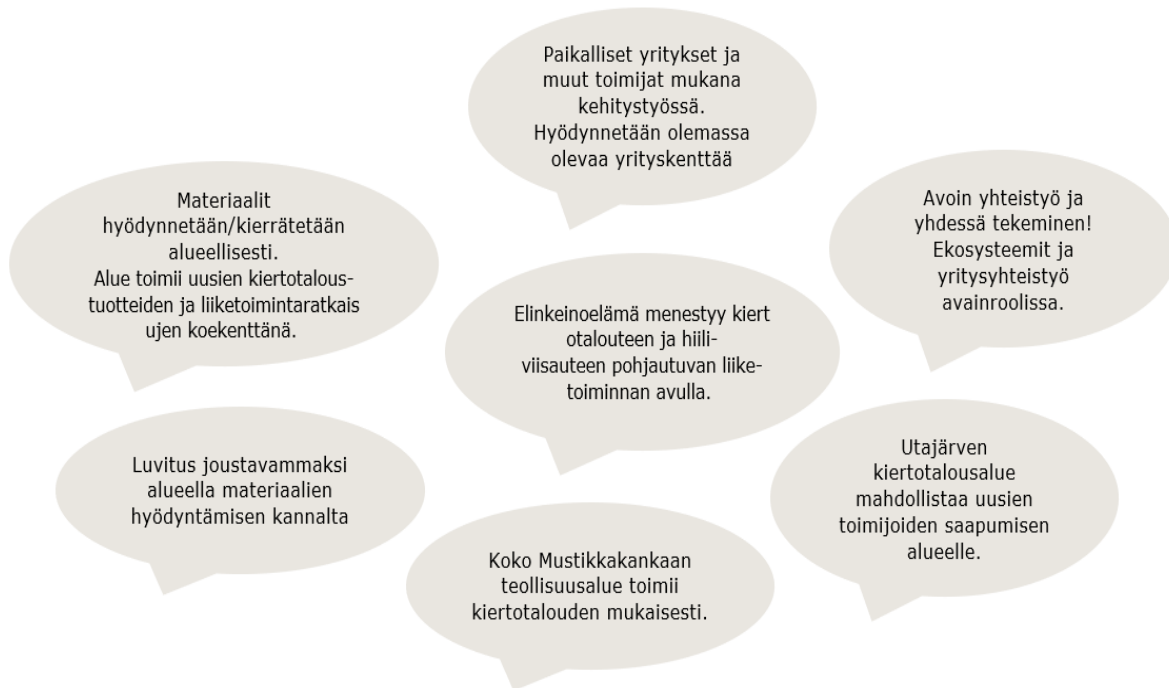 Paikalliset yritykset ja
muut toimijat mukana
kehitystyössä.
Hyödynnetään olemassa
olevaa yrityskenttää
Materiaalit
hyödynnetään/kierrätetään
alueellisesti.
Alue toimii uusien kiertotalous-
tuotteiden ja liiketoimintaratkais
ujen koekenttänä.
Avoin yhteistyö ja
yhdessä tekeminen!
Ekosysteemit ja
yritysyhteistyö
avainroolissa.
Elinkeinoelämä menestyy kiert
otalouteen ja hiili-
viisauteen pohjautuvan liike-
toiminnan avulla.
Luvitus joustavammaksi
alueella materiaalien
hyödyntämisen kannalta
Utajärven
kiertotalousalue
mahdollistaa uusien
toimijoiden saapumisen
alueelle.
Koko Mustikkakankaan
teollisuusalue toimii
kiertotalouden mukaisesti.